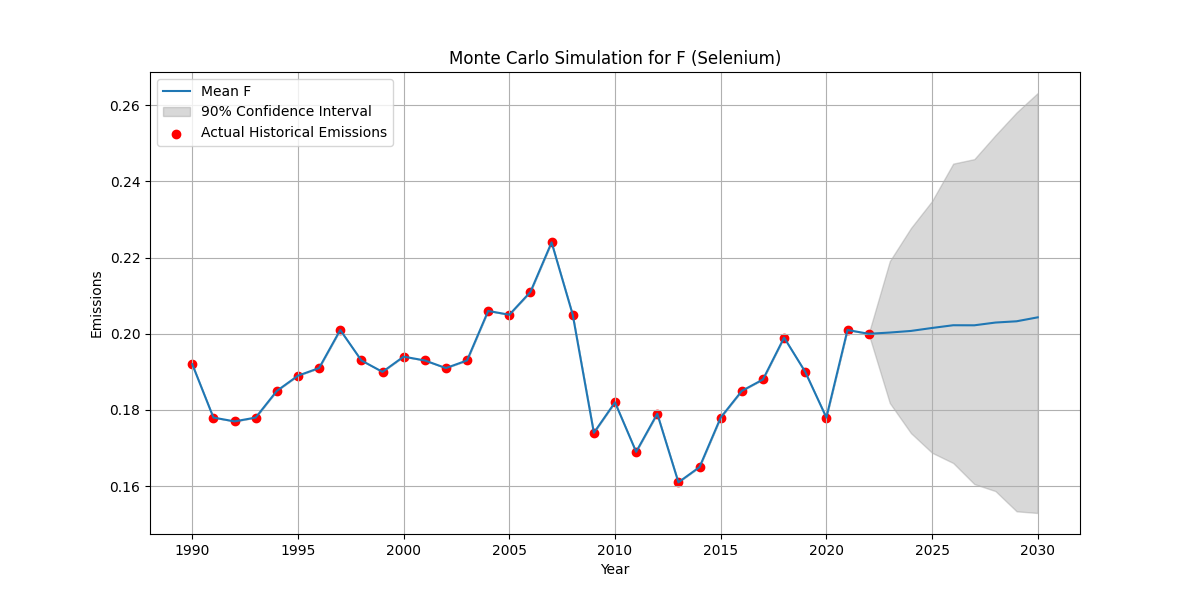 Monte Carlo Simulation for F (Selenium)
Mean F
90% Confidence Interval
Actual Historical Emissions
Emissions
0.26
0.24
0.22
0.20
0.18
0.16
1990 1995 2000 2005 2010 2015 2020 2025 2030
Year